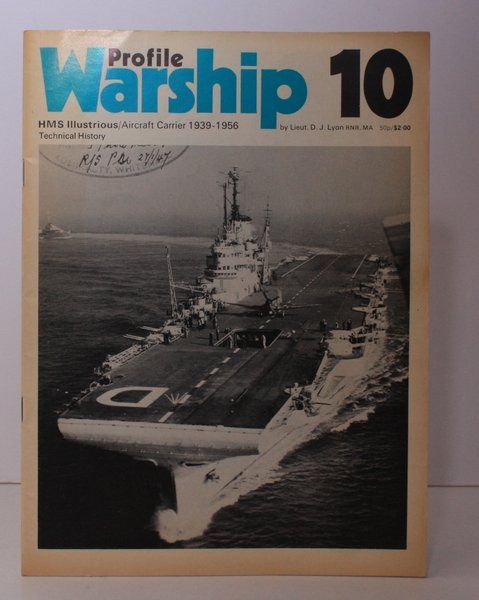 Profile
Warship 10
HMS Illustrious/Aircraft Carrier 1939-1956
by Lieut. D. J. Lyon RNR, MA 50p/$2·00
Technical History
D